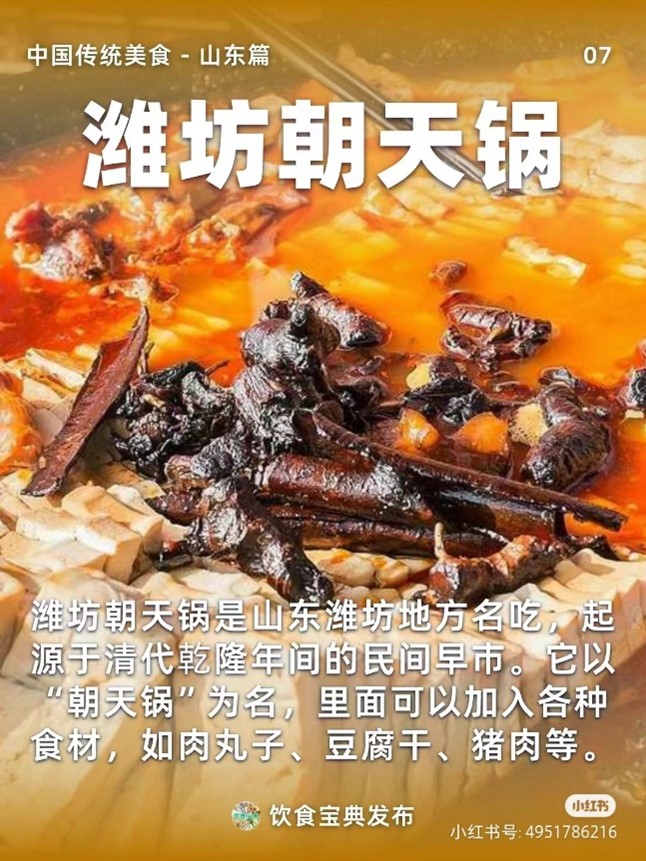 中国传统美食 - 山东篇
07
潍坊朝天锅
潍坊朝天锅是山东潍坊地方名吃，起
源于清代乾隆年间的民间早市。它以
“朝天锅”为名，里面可以加入各种
食材，如肉丸子、豆腐干、猪肉等。
饮食宝典发布
小红书
小红书号: 4951786216